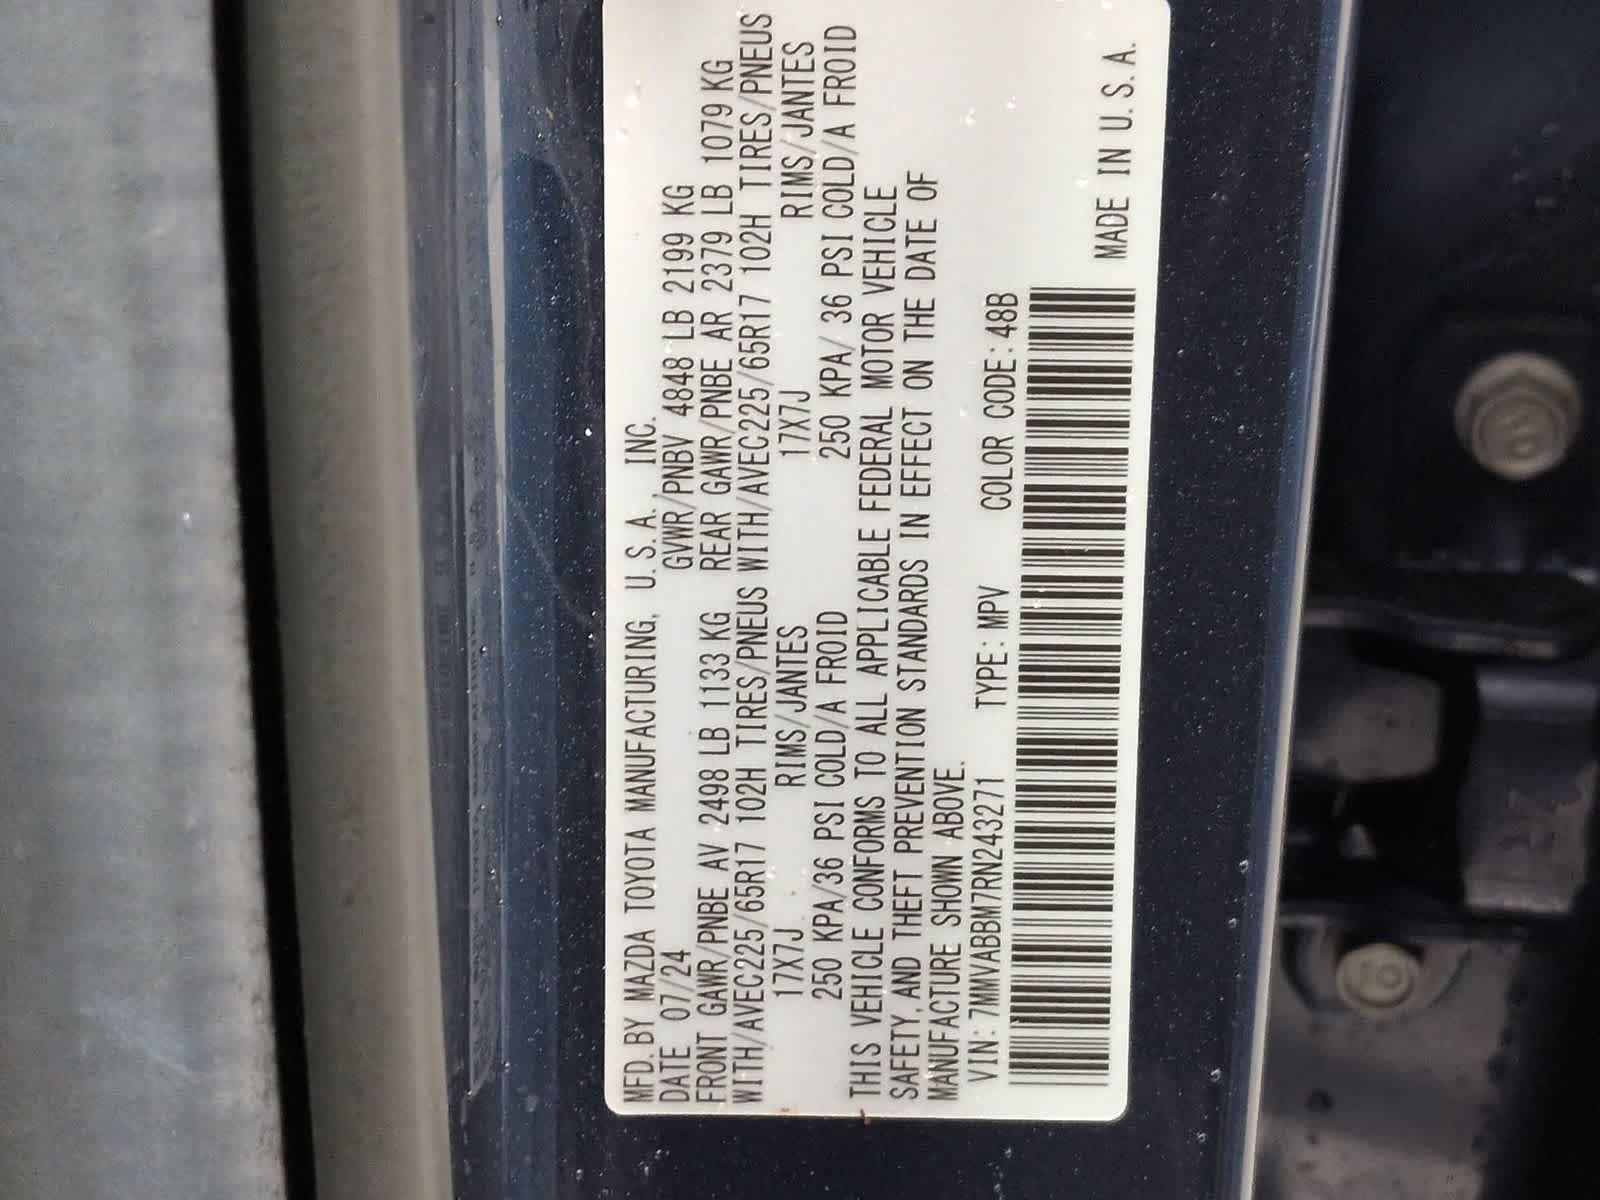 MFD. BY MAZDA TOYOTA MANUFACTURING, U.S.A. INC.
DATE 07/24 GVWR/PNBV 4848 LB 2199 KG
FRONT GAWR/PNBE AV 2498 LB 1133 KG REAR GAWR/PNBE AR 2379 LB 1079 KG
WITH/AVEC225/65R17 102H TIRES/PNEUS WITH/AVEC225/65R17 102H TIRES/PNEUS
17X7J RIMS/JANTES 17X7J RIMS/JANTES
250 KPA/36 PSI COLD/A FROID 250 KPA/ 36 PSI COLD/A FROID
THIS VEHICLE CONFORMS TO ALL APPLICABLE FEDERAL MOTOR VEHICLE
SAFETY, AND THEFT PREVENTION STANDARDS IN EFFECT ON THE DATE OF
MANUFACTURE SHOWN ABOVE.
VIN: 7MMVABBM7RN243271 TYPE: MPV COLOR CODE: 48B
MADE IN U.S.A.